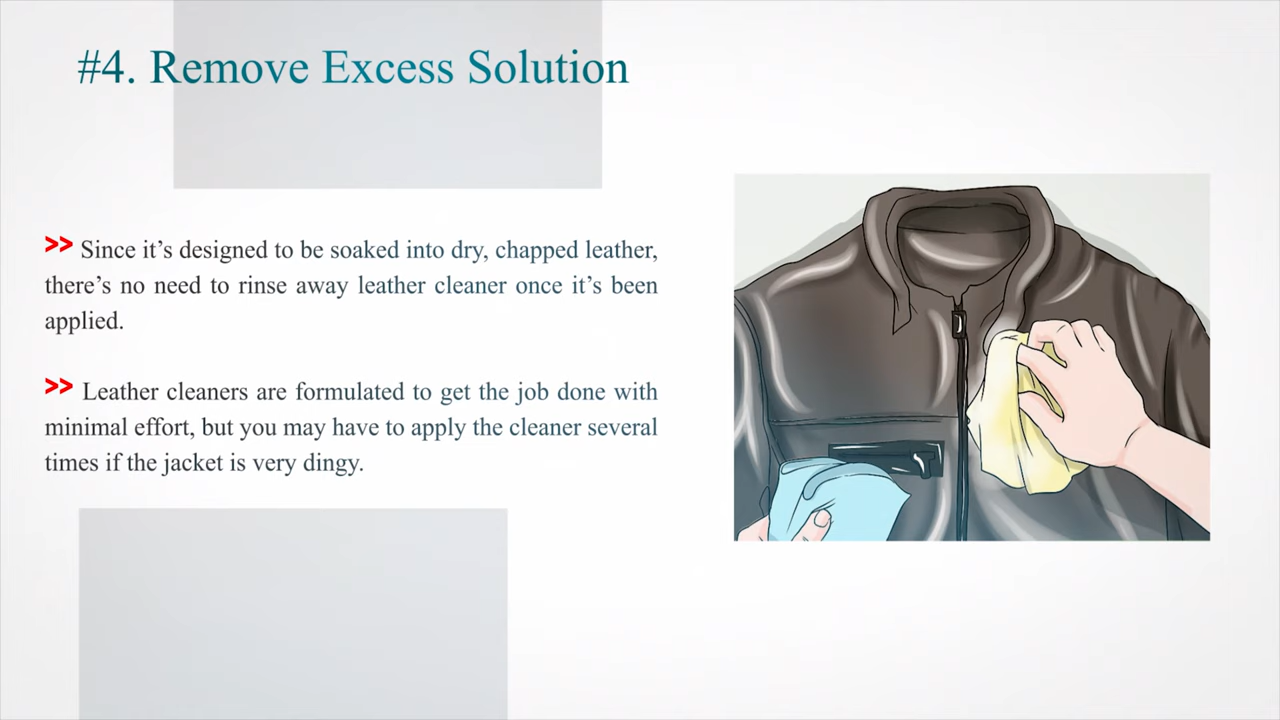 #4. Remove Excess Solution
>> Since it’s designed to be soaked into dry, chapped leather,
there’s no need to rinse away leather cleaner once it’s been
applied.
>> Leather cleaners are formulated to get the job done with
minimal effort, but you may have to apply the cleaner several
times if the jacket is very dingy.